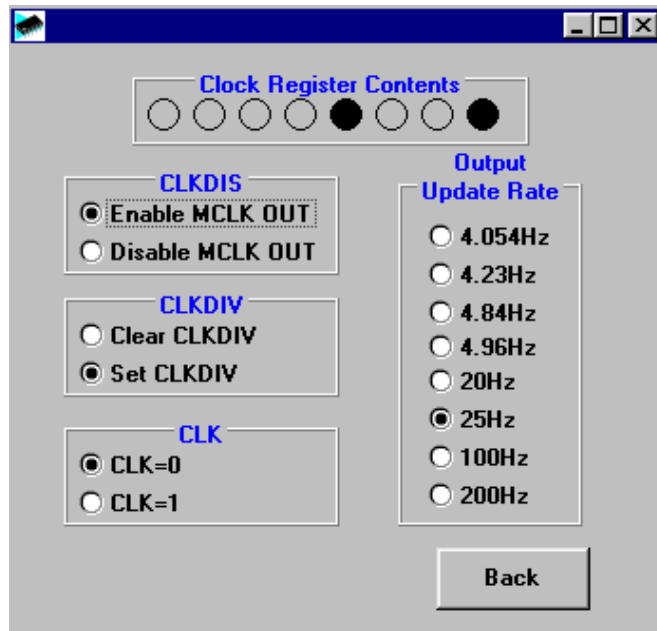 Clock Register Contents
CLKDIS
Enable MCLK OUT
Disable MCLK OUT
CLKDIV
Clear CLKDIV
Set CLKDIV
CLK
CLK=0
CLK=1
Output
Update Rate
4.054Hz
4.23Hz
4.84Hz
4.96Hz
20Hz
25Hz
100Hz
200Hz
Back